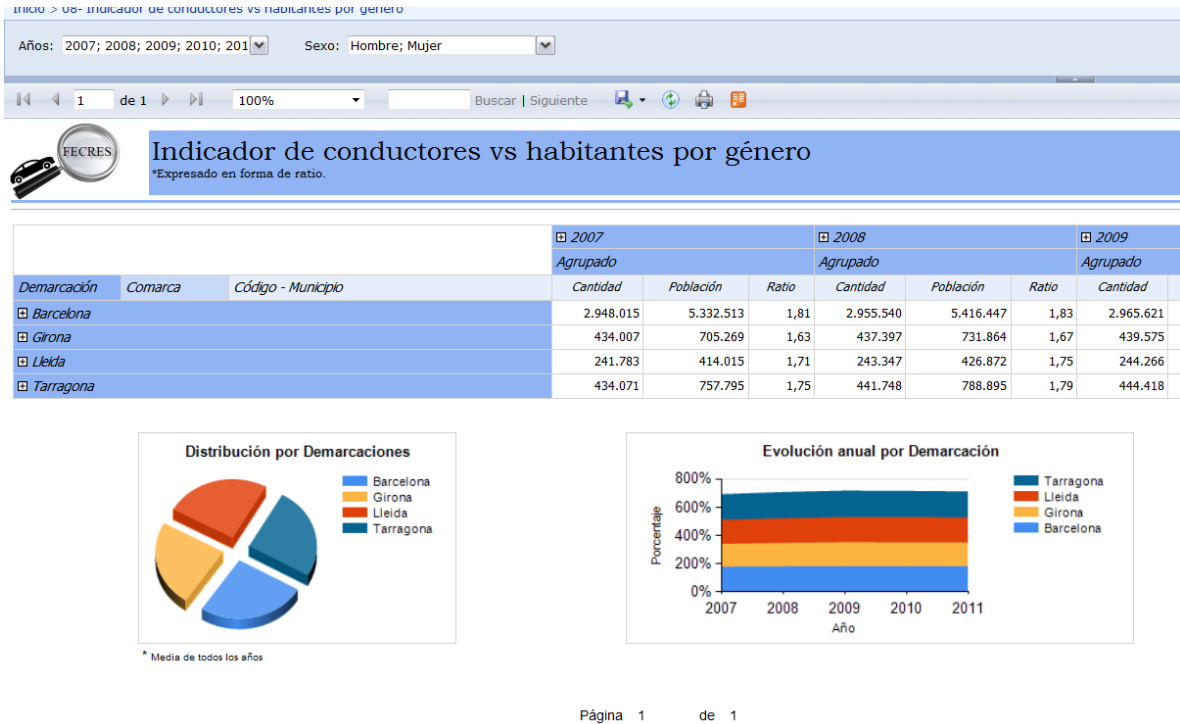 Inicio > 08- Indicador de conductores vs habitantes por género
Años: 2007; 2008; 2009; 2010; 201 Sexo: Hombre; Mujer
1 de 1 100% Buscar | Siguiente
FECRES
Indicador de conductores vs habitantes por género
*Expresado en forma de ratio.
2007 2008 2009
Agrupado Agrupado Agrupado
Demarcación Comarca Código - Municipio Cantidad Población Ratio Cantidad Población Ratio Cantidad
Barcelona 2.948.015 5.332.513 1,81 2.955.540 5.416.447 1,83 2.965.621
Girona 434.007 705.269 1,63 437.397 731.864 1,67 439.575
Lleida 241.783 414.015 1,71 243.347 426.872 1,75 244.266
Tarragona 434.071 757.795 1,75 441.748 788.895 1,79 444.418
Distribución por Demarcaciones
Barcelona
Girona
Lleida
Tarragona
* Media de todos los años
Evolución anual por Demarcación
800%
600%
400%
200%
0%
Porcentaje
2007 2008 2009 2010 2011
Año
Tarragona
Lleida
Girona
Barcelona
Página 1 de 1